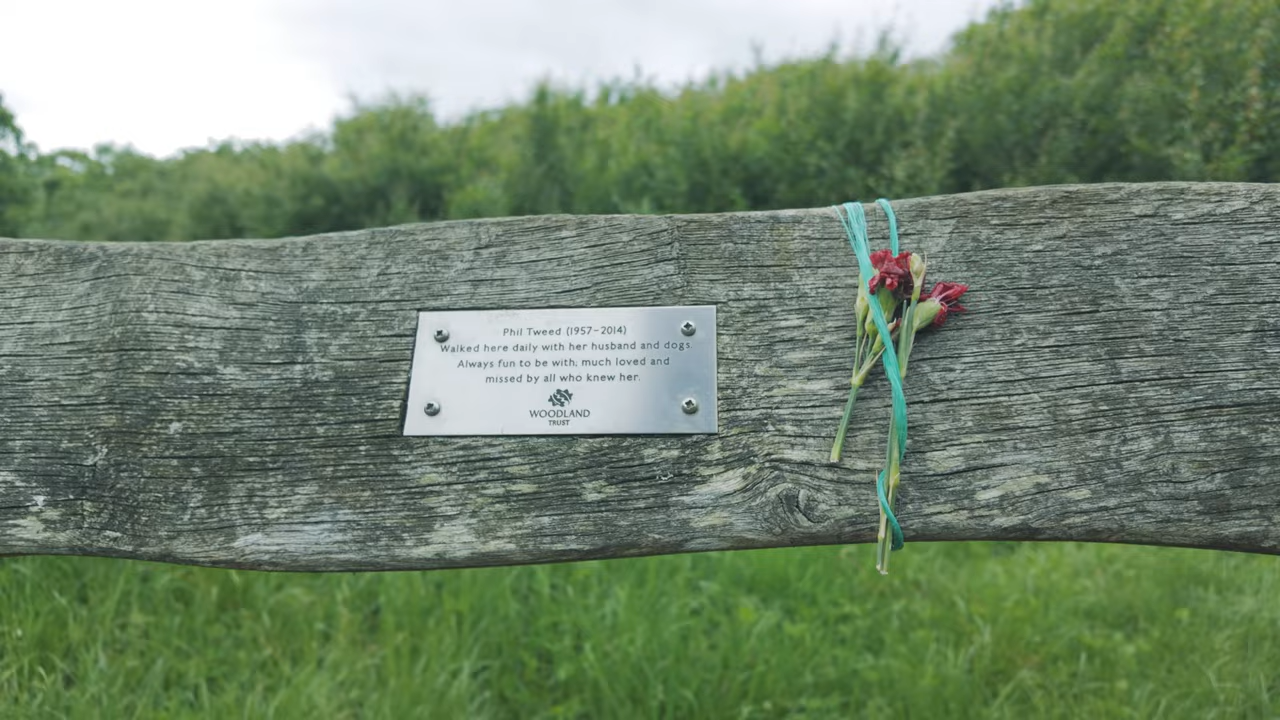 Phil Tweed (1957–2014)
Walked here daily with her husband and dogs.
Always fun to be with; much loved and
missed by all who knew her.
WOODLAND
TRUST